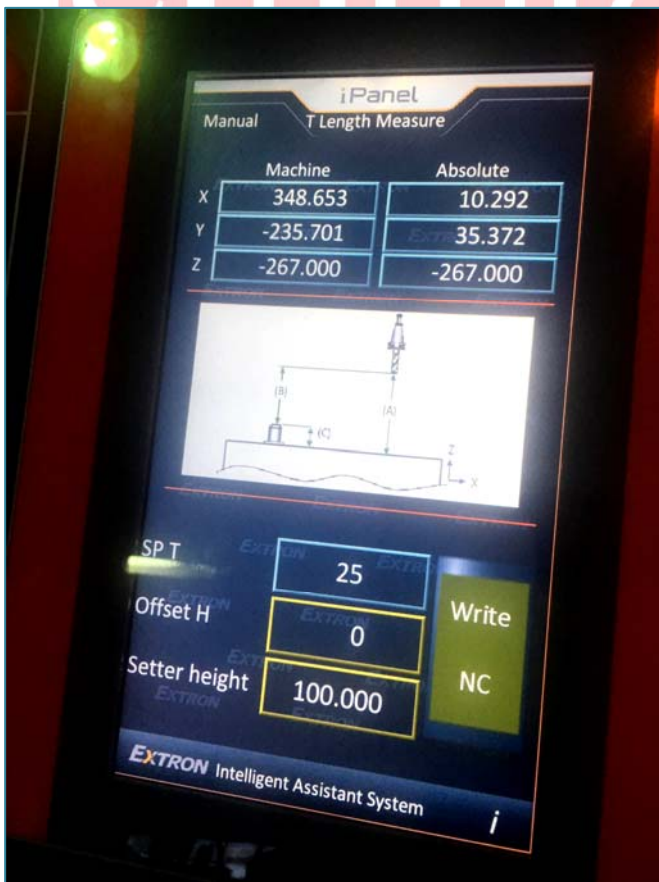 iPanel
Manual T Length Measure
Machine Absolute
X 348.653 10.292
Y -235.701 35.372
Z -267.000 -267.000
(B)
(A)
(C)
Z
X
SP T 25
Offset H 0
Write
Setter height 100.000
NC
EXTRON Intelligent Assistant System i